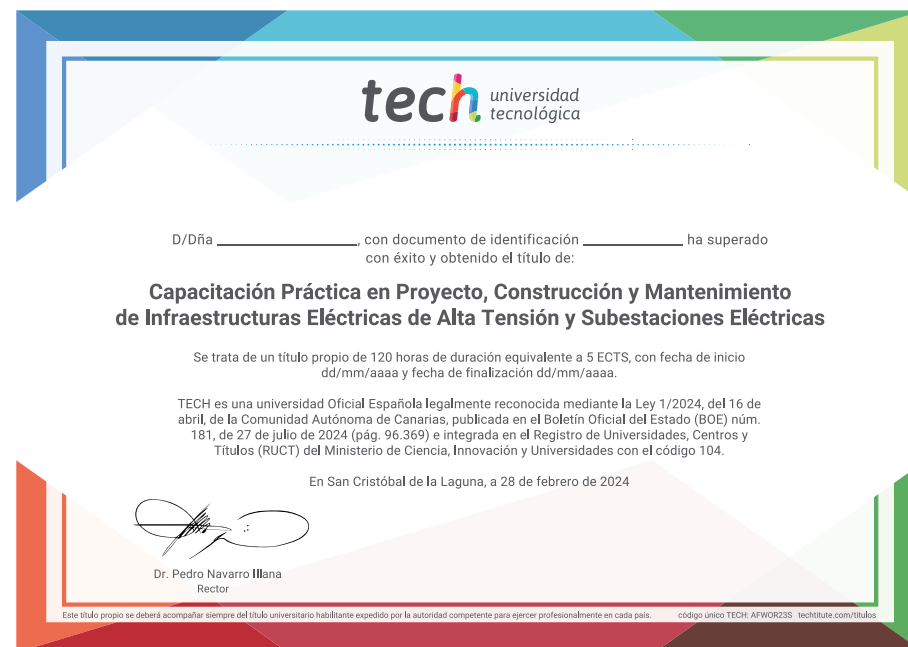 tech universidad
tecnológica
D/Dña ____________________, con documento de identificación ______________ ha superado
con éxito y obtenido el título de:
Capacitación Práctica en Proyecto, Construcción y Mantenimiento
de Infraestructuras Eléctricas de Alta Tensión y Subestaciones Eléctricas
Se trata de un título propio de 120 horas de duración equivalente a 5 ECTS, con fecha de inicio
dd/mm/aaaa y fecha de finalización dd/mm/aaaa.
TECH es una universidad Oficial Española legalmente reconocida mediante la Ley 1/2024, del 16 de
abril, de la Comunidad Autónoma de Canarias, publicada en el Boletín Oficial del Estado (BOE) núm.
181, de 27 de julio de 2024 (pág. 96.369) e integrada en el Registro de Universidades, Centros y
Títulos (RUCT) del Ministerio de Ciencia, Innovación y Universidades con el código 104.
En San Cristóbal de la Laguna, a 28 de febrero de 2024
Dr. Pedro Navarro Illana
Rector
Este título propio se deberá acompañar siempre del título universitario habilitante expedido por la autoridad competente para ejercer profesionalmente en cada país. código único TECH: AFWOR23S techtitute.com/titulos